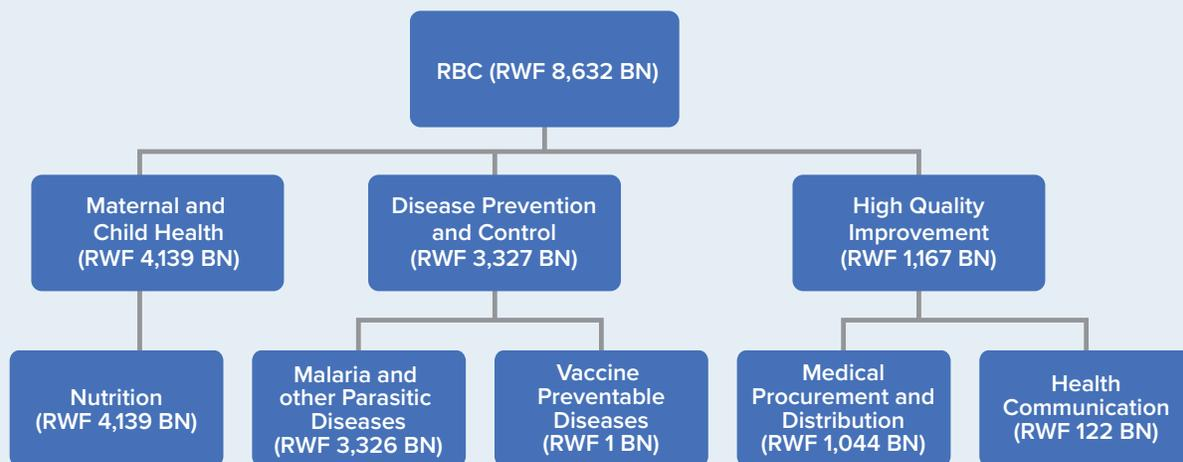 RBC (RWF 8,632 BN)
Maternal and
Child Health
(RWF 4,139 BN)
Disease Prevention
and Control
(RWF 3,327 BN)
High Quality
Improvement
(RWF 1,167 BN)
Nutrition
(RWF 4,139 BN)
Malaria and
other Parasitic
Diseases
(RWF 3,326 BN)
Vaccine
Preventable
Diseases
(RWF 1 BN)
Medical
Procurement and
Distribution
(RWF 1,044 BN)
Health
Communication
(RWF 122 BN)